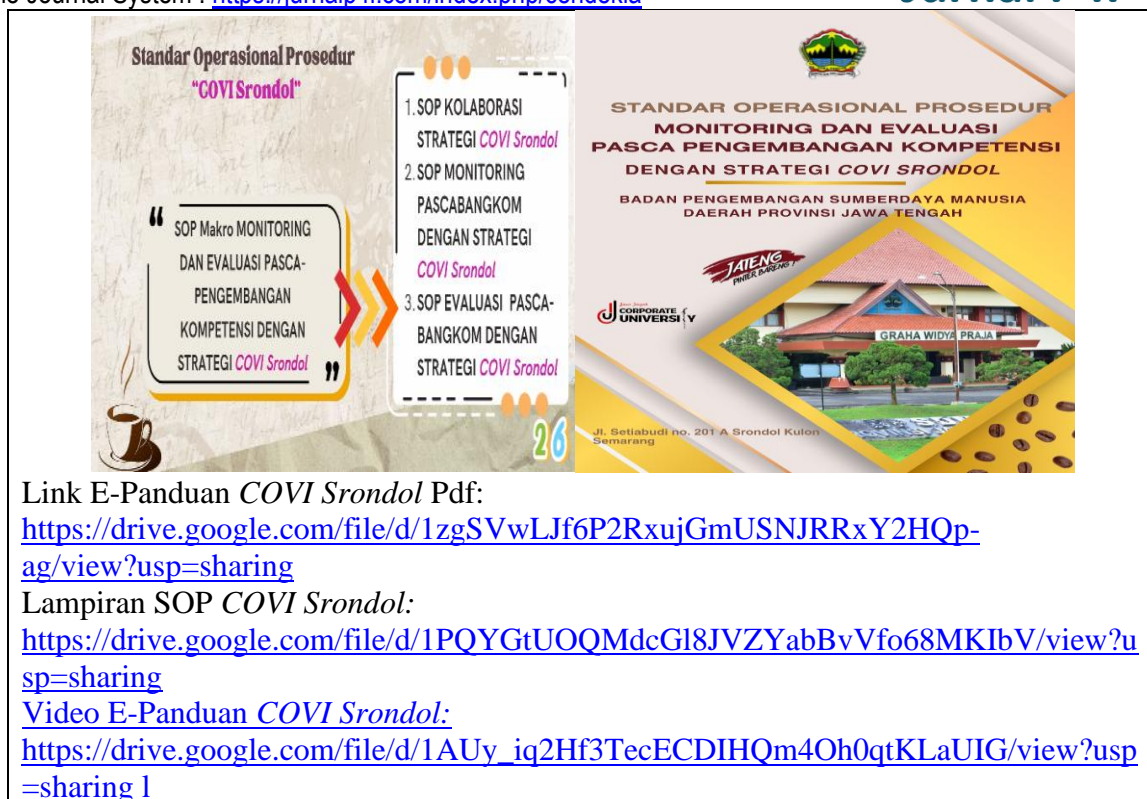 Standar Operasional Prosedur
"COVI Srondol"
“ SOP Makro MONITORING
DAN EVALUASI PASCA-
PENGEMBANGAN
KOMPETENSI DENGAN
STRATEGI COVI Srondol ”
1. SOP KOLABORASI
STRATEGI COVI Srondol
2. SOP MONITORING
PASCABANGKOM
DENGAN STRATEGI
COVI Srondol
3. SOP EVALUASI PASCA-
BANGKOM DENGAN
STRATEGI COVI Srondol
26
STANDAR OPERASIONAL PROSEDUR
MONITORING DAN EVALUASI
PASCA PENGEMBANGAN KOMPETENSI
DENGAN STRATEGI COVI SRONDOL
BADAN PENGEMBANGAN SUMBERDAYA MANUSIA
DAERAH PROVINSI JAWA TENGAH
JATENG
PINTER BARENG
CORPORATE
UNIVERSITY
GRAHA WIDYA PRAJA
Jl. Setiabudi no. 201 A Srondol Kulon
Semarang
Link E-Panduan COVI Srondol Pdf:
https://drive.google.com/file/d/1zgSVwLJf6P2RxujGmUSNJRRxY2HQp-
ag/view?usp=sharing
Lampiran SOP COVI Srondol:
https://drive.google.com/file/d/1PQYGtUOQMdcGl8JVZYabBvVfo68MKIbV/view?u
sp=sharing
Video E-Panduan COVI Srondol:
https://drive.google.com/file/d/1AUy_iq2Hf3TecECDIHQm4Oh0qtKLaUIG/view?usp
=sharing l